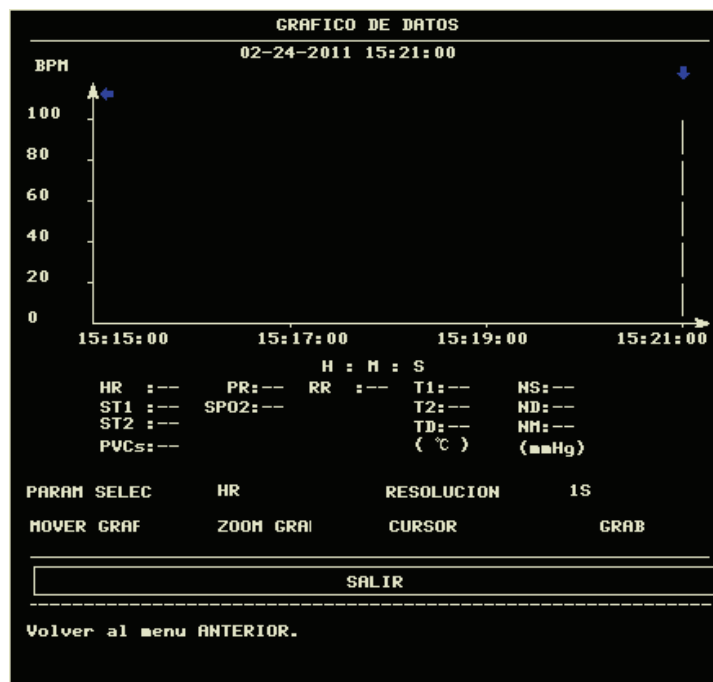 GRAFICO DE DATOS
02-24-2011 15:21:00
BPM
100
80
60
40
20
0
15:15:00 15:17:00 15:19:00 15:21:00
H : M : S
HR :-- PR:-- RR :-- T1:-- NS:--
ST1 :-- SPO2:-- T2:-- ND:--
ST2 :-- TD:-- NM:--
PVCs:-- ( ℃ ) (mmHg)
PARAM SELEC HR RESOLUCION 1S
MOVER GRAF ZOOM GRA CURSOR GRAB
SALIR
Volver al menu ANTERIOR.